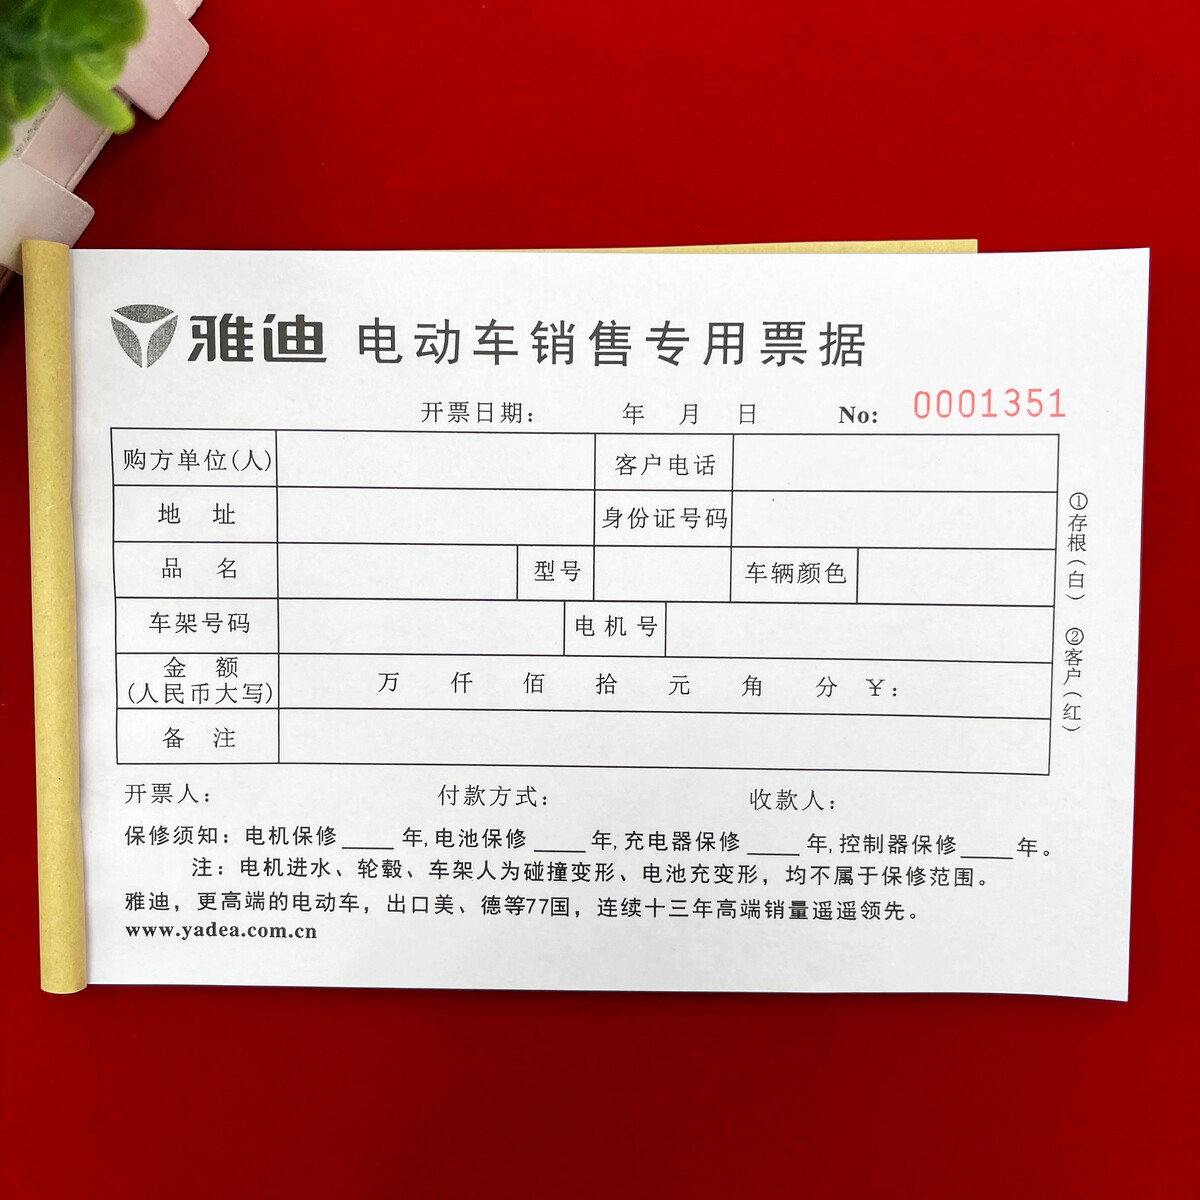 雅迪 电动车销售专用票据
开票日期： 年 月 日 No: 0001351
购方单位(人) 客户电话
地 址 身份证号码
品 名 型号 车辆颜色
车架号码 电机号
金 额
(人民币大写) 万 仟 佰 拾 元 角 分 ￥：
备 注
①存根(白) ②客户(红)
开票人： 付款方式： 收款人：
保修须知：电机保修____年,电池保修____年,充电器保修____年,控制器保修____年。
注：电机进水、轮毂、车架人为碰撞变形、电池充变形，均不属于保修范围。
雅迪，更高端的电动车，出口美、德等77国，连续十三年高端销量遥遥领先。
www.yadea.com.cn